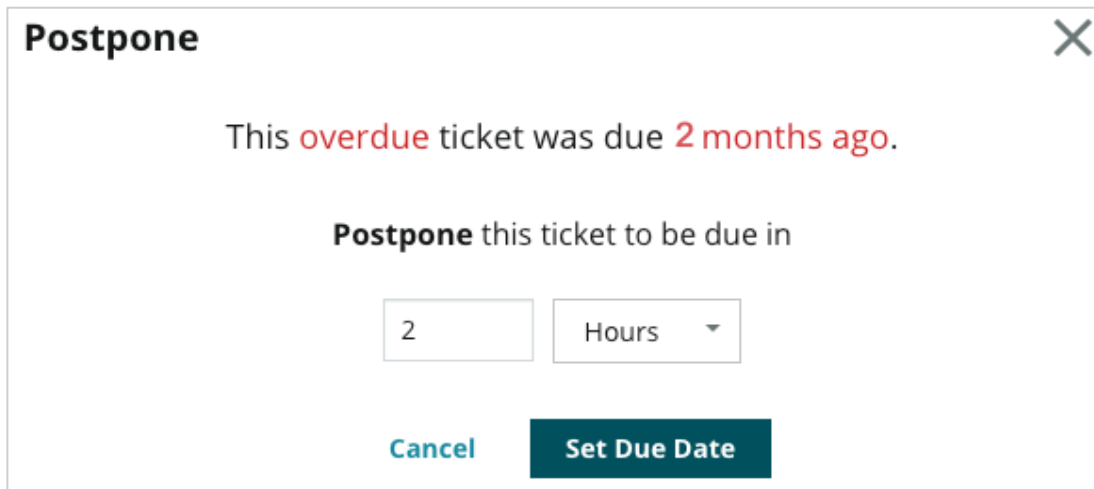 Postpone
This overdue ticket was due 2 months ago.
Postpone this ticket to be due in
2 Hours
Cancel Set Due Date